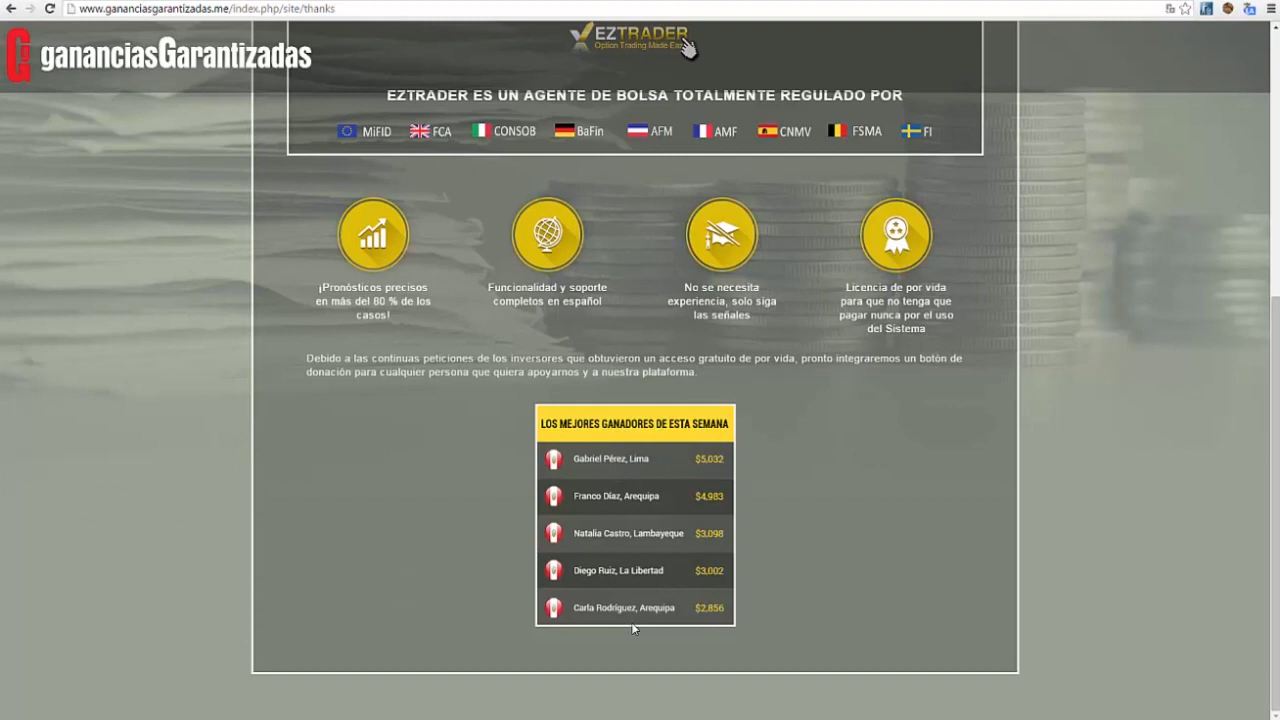 www.gananciasgarantizadas.me/index.php/site/thanks
gananciasGarantizadas
EZTRADER
Option Trading Made Easy
EZTRADER ES UN AGENTE DE BOLSA TOTALMENTE REGULADO POR
MiFID FCA CONSOB BaFin AFM AMF CNMV FSMA FI
¡Pronósticos precisos
en más del 80 % de los
casos!
Funcionalidad y soporte
completos en español
No se necesita
experiencia, solo siga
las señales
Licencia de por vida
para que no tenga que
pagar nunca por el uso
del Sistema
Debido a las continuas peticiones de los inversores que obtuvieron un acceso gratuito de por vida, pronto integraremos un botón de
donación para cualquier persona que quiera apoyarnos y a nuestra plataforma.
LOS MEJORES GANADORES DE ESTA SEMANA
Gabriel Pérez, Lima $5,032
Franco Díaz, Arequipa $4,983
Natalia Castro, Lambayeque $3,098
Diego Ruiz, La Libertad $3,002
Carla Rodríguez, Arequipa $2,856